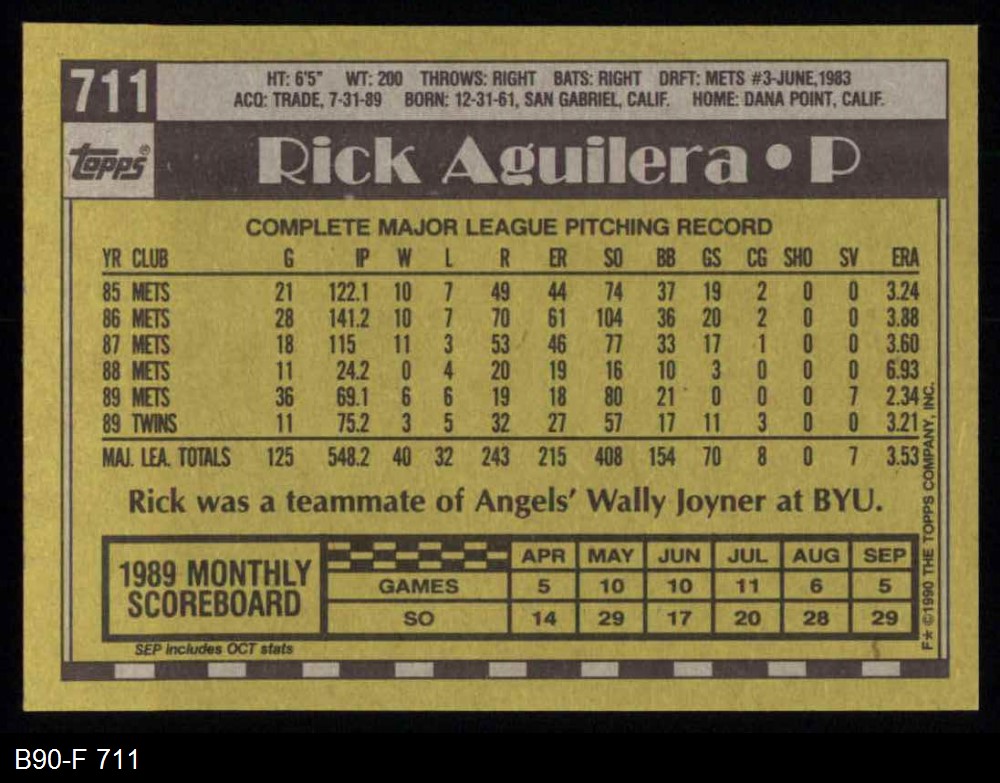 711
HT: 6'5" WT: 200 THROWS: RIGHT BATS: RIGHT DRFT: METS #3-JUNE,1983
ACQ: TRADE, 7-31-89 BORN: 12-31-61, SAN GABRIEL, CALIF. HOME: DANA POINT, CALIF.
topps®
Rick Aguilera • P
COMPLETE MAJOR LEAGUE PITCHING RECORD
YR CLUB G IP W L R ER SO BB GS CG SHO SV ERA
85 METS 21 122.1 10 7 49 44 74 37 19 2 0 0 3.24
86 METS 28 141.2 10 7 70 61 104 36 20 2 0 0 3.88
87 METS 18 115 11 3 53 46 77 33 17 1 0 0 3.60
88 METS 11 24.2 0 4 20 19 16 10 3 0 0 0 6.93
89 METS 36 69.1 6 6 19 18 80 21 0 0 0 7 2.34
89 TWINS 11 75.2 3 5 32 27 57 17 11 3 0 0 3.21
MAJ. LEA. TOTALS 125 548.2 40 32 243 215 408 154 70 8 0 7 3.53
Rick was a teammate of Angels' Wally Joyner at BYU.
1989 MONTHLY
SCOREBOARD
APR MAY JUN JUL AUG SEP
GAMES 5 10 10 11 6 5
SO 14 29 17 20 28 29
SEP includes OCT stats
F★ ©1990 THE TOPPS COMPANY, INC.
B90-F 711